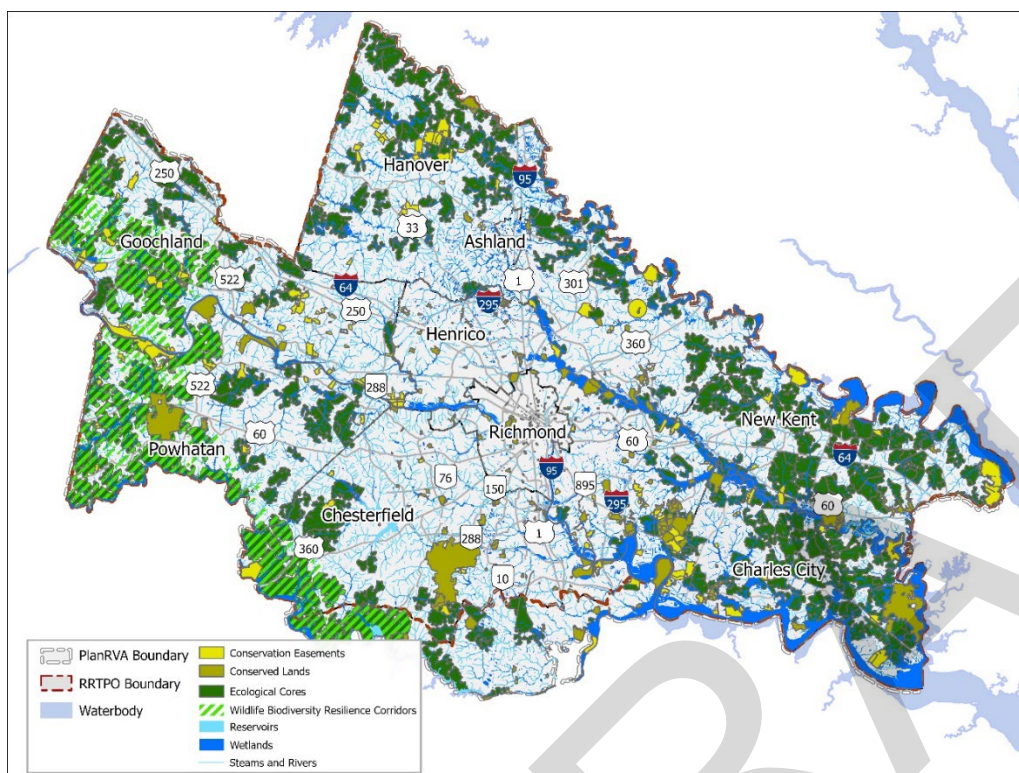 250
Hanover
95
Goochland
33
Ashland
522
64
250
295
1
301
Henrico
360
522
288
Richmond
New Kent
60
60
64
Powhatan
76
150
95
895
295
60
Chesterfield
288
1
360
10
Charles City
PlanRVA Boundary
RRTPO Boundary
Waterbody
Conservation Easements
Conserved Lands
Ecological Cores
Wildlife Biodiversity Resilience Corridors
Reservoirs
Wetlands
Steams and Rivers